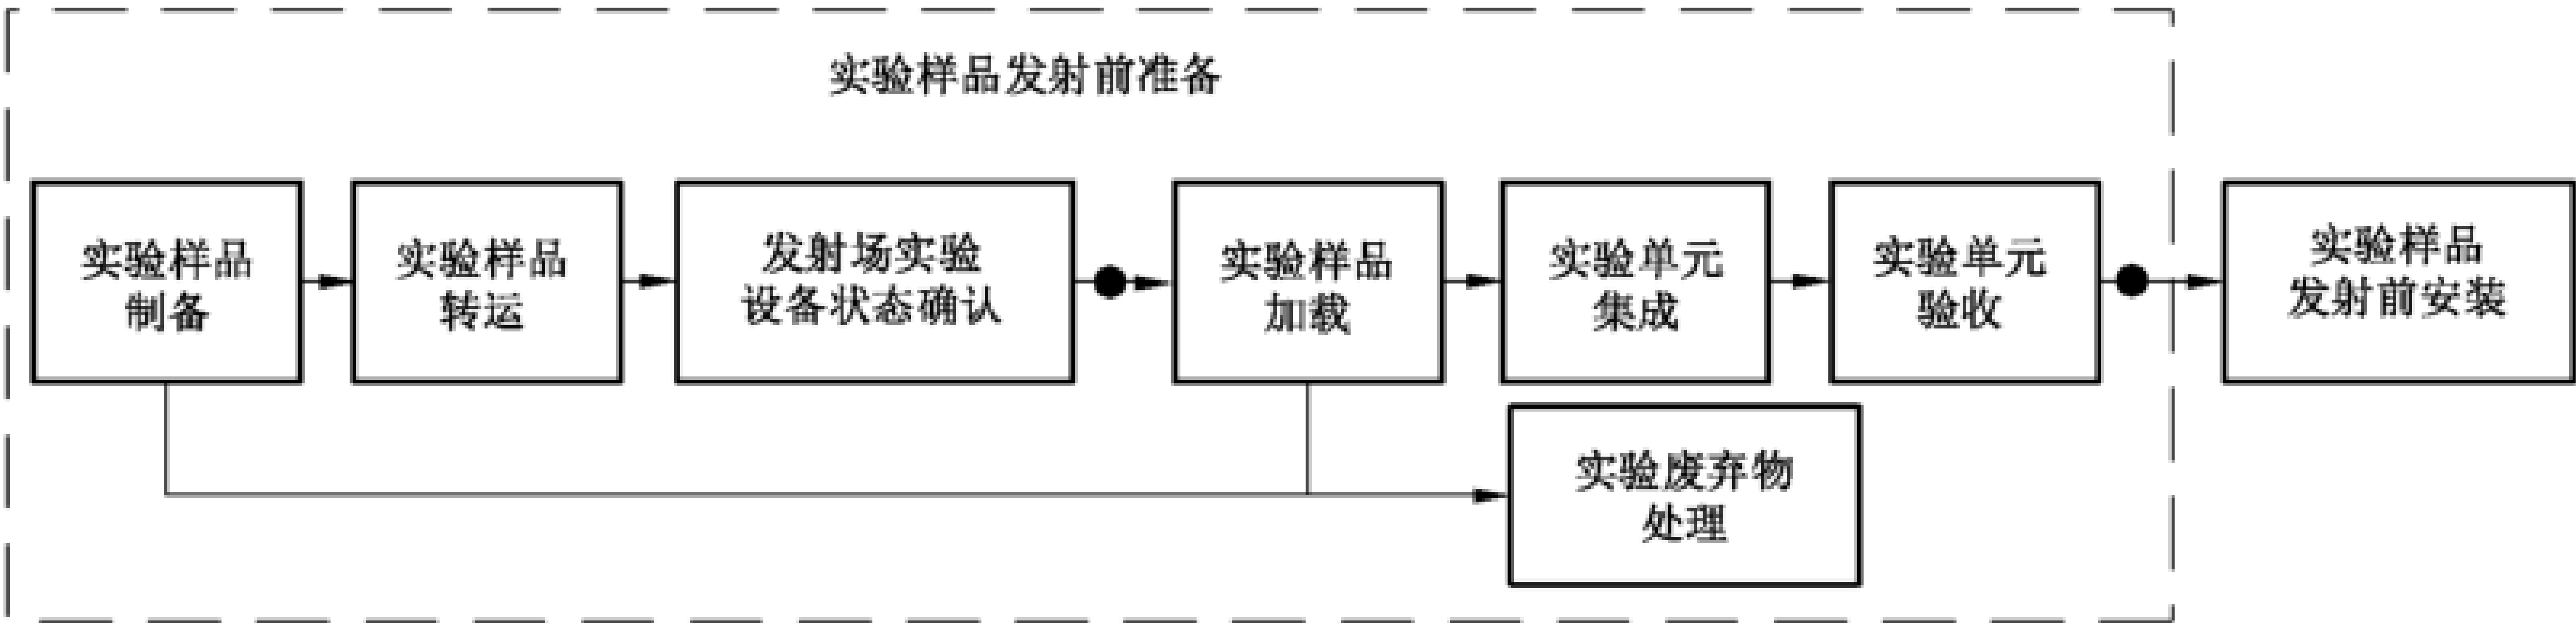 实验样品发射前准备
实验样品
制备
实验样品
转运
发射场实验
设备状态确认
实验样品
加载
实验单元
集成
实验单元
验收
实验样品
发射前安装
实验废弃物
处理